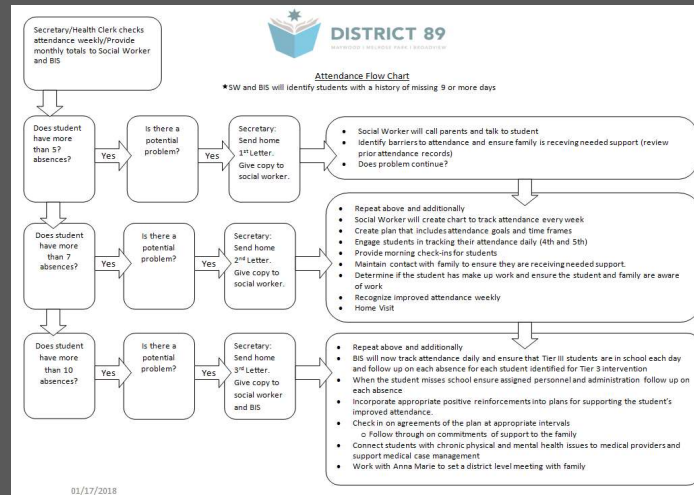 Secretary/Health Clerk checks
attendance weekly/Provide
monthly totals to Social Worker
and BIS
DISTRICT 89
MAYWOOD | MELROSE PARK | BROADVIEW
Attendance Flow Chart
★SW and BIS will identify students with a history of missing 9 or more days
Does student
have more
than 5?
absences?
Yes
Is there a
potential
problem?
Yes
Secretary:
Send home
1st Letter.
Give copy to
social worker.
• Social Worker will call parents and talk to student
• Identify barriers to attendance and ensure family is receving needed support (review
prior attendance records)
• Does problem continue?
Does student
have more
than 7
absences?
Yes
Is there a
potential
problem?
Yes
Secretary:
Send home
2nd Letter.
Give copy to
social worker.
• Repeat above and additionally
• Social Worker will create chart to track attendance every week
• Create plan that includes attendance goals and time frames
• Engage students in tracking their attendance daily (4th and 5th)
• Provide morning check-ins for students
• Maintain contact with family to ensure they are receiving needed support.
• Determine if the student has make up work and ensure the student and family are aware
of work
• Recognize improved attendance weekly
• Home Visit
Does student
have more
than 10
absences?
Yes
Is there a
potential
problem?
Yes
Secretary:
Send home
3rd Letter.
Give copy to
social worker
and BIS
• Repeat above and additionally
• BIS will now track attendance daily and ensure that Tier III students are in school each day
and follow up on each absence for each student identified for Tier 3 intervention
• When the student misses school ensure assigned personnel and administration follow up on
each absence
• Incorporate appropriate positive reinforcements into plans for supporting the student's
improved attendance.
• Check in on agreements of the plan at appropriate intervals
o Follow through on commitments of support to the family
• Connect students with chronic physical and mental health issues to medical providers and
support medical case management
• Work with Anna Marie to set a district level meeting with family
01/17/2018